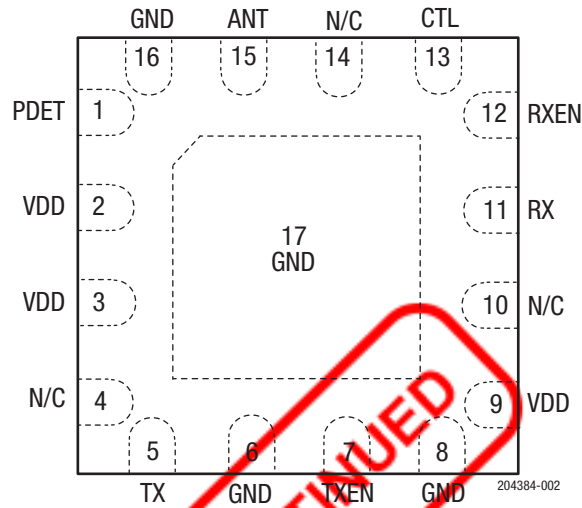 GND ANT N/C CTL
16 15 14 13
PDET 1 12 RXEN
VDD 2 11 RX
17
GND
VDD 3 10 N/C
N/C 4 9 VDD
5 6 7 8
TX GND TXEN GND
204384-002
TINUED